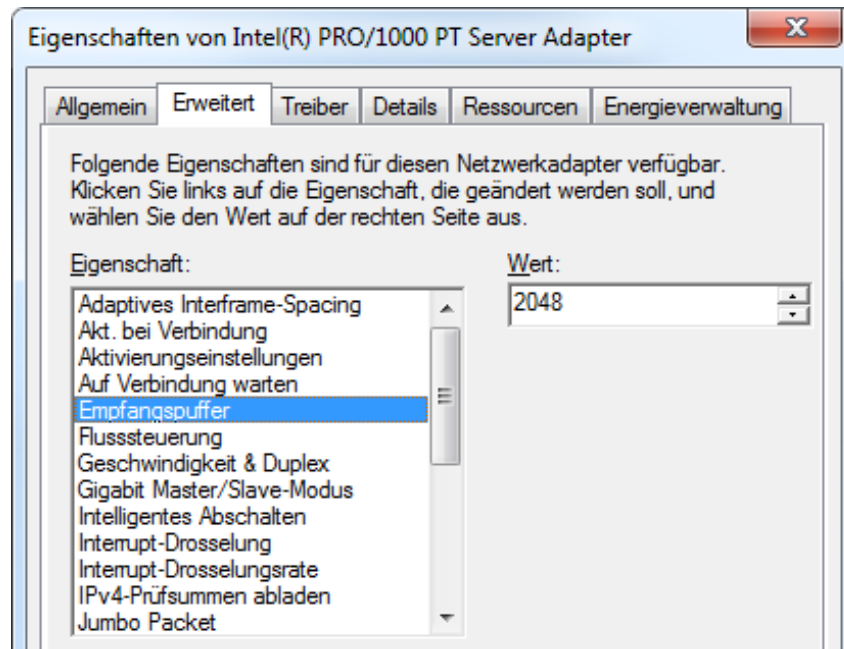 Eigenschaften von Intel(R) PRO/1000 PT Server Adapter
Allgemein Erweitert Treiber Details Ressourcen Energieverwaltung
Folgende Eigenschaften sind für diesen Netzwerkadapter verfügbar.
Klicken Sie links auf die Eigenschaft, die geändert werden soll, und
wählen Sie den Wert auf der rechten Seite aus.
Eigenschaft:
Adaptives Interframe-Spacing
Akt. bei Verbindung
Aktivierungseinstellungen
Auf Verbindung warten
Empfangspuffer
Flusssteuerung
Geschwindigkeit & Duplex
Gigabit Master/Slave-Modus
Intelligentes Abschalten
Interrupt-Drosselung
Interrupt-Drosselungsrate
IPv4-Prüfsummen abladen
Jumbo Packet
Wert:
2048